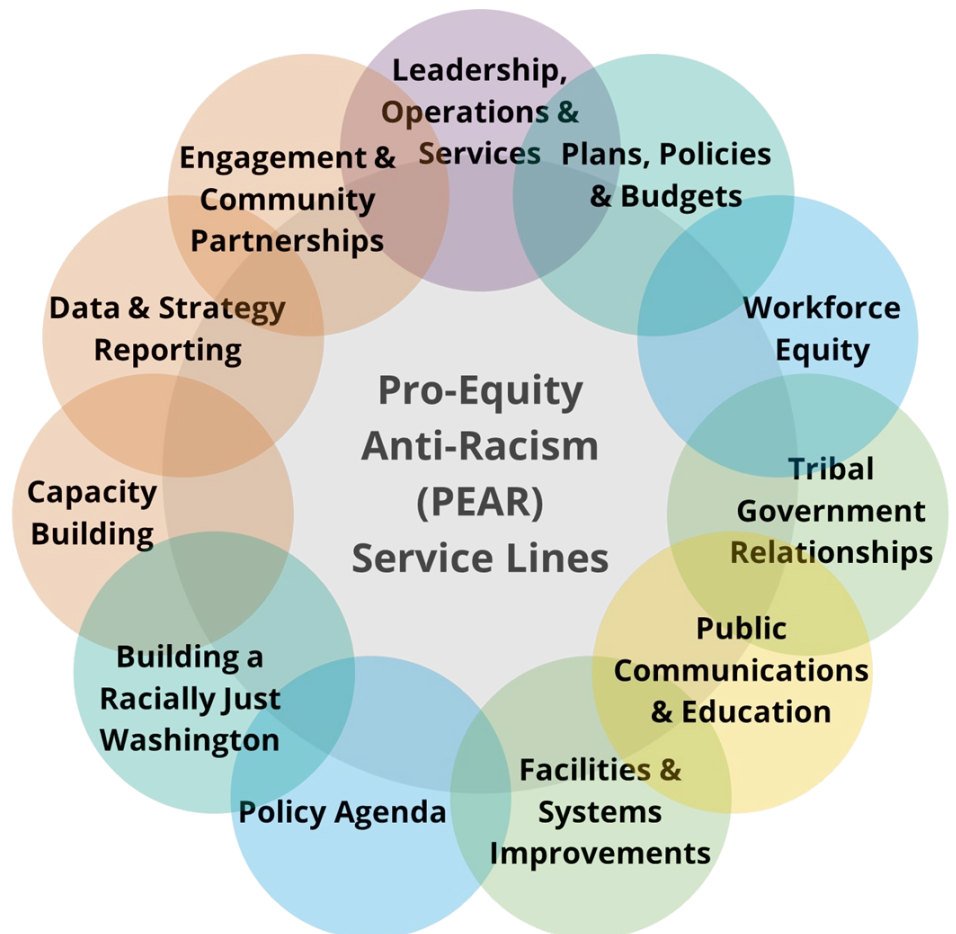 Leadership,
Operations &
Services
Plans, Policies
& Budgets
Workforce
Equity
Tribal
Government
Relationships
Public
Communications
& Education
Facilities &
Systems
Improvements
Policy Agenda
Building a
Racially Just
Washington
Capacity
Building
Data & Strategy
Reporting
Engagement &
Community
Partnerships
Pro-Equity
Anti-Racism
(PEAR)
Service Lines